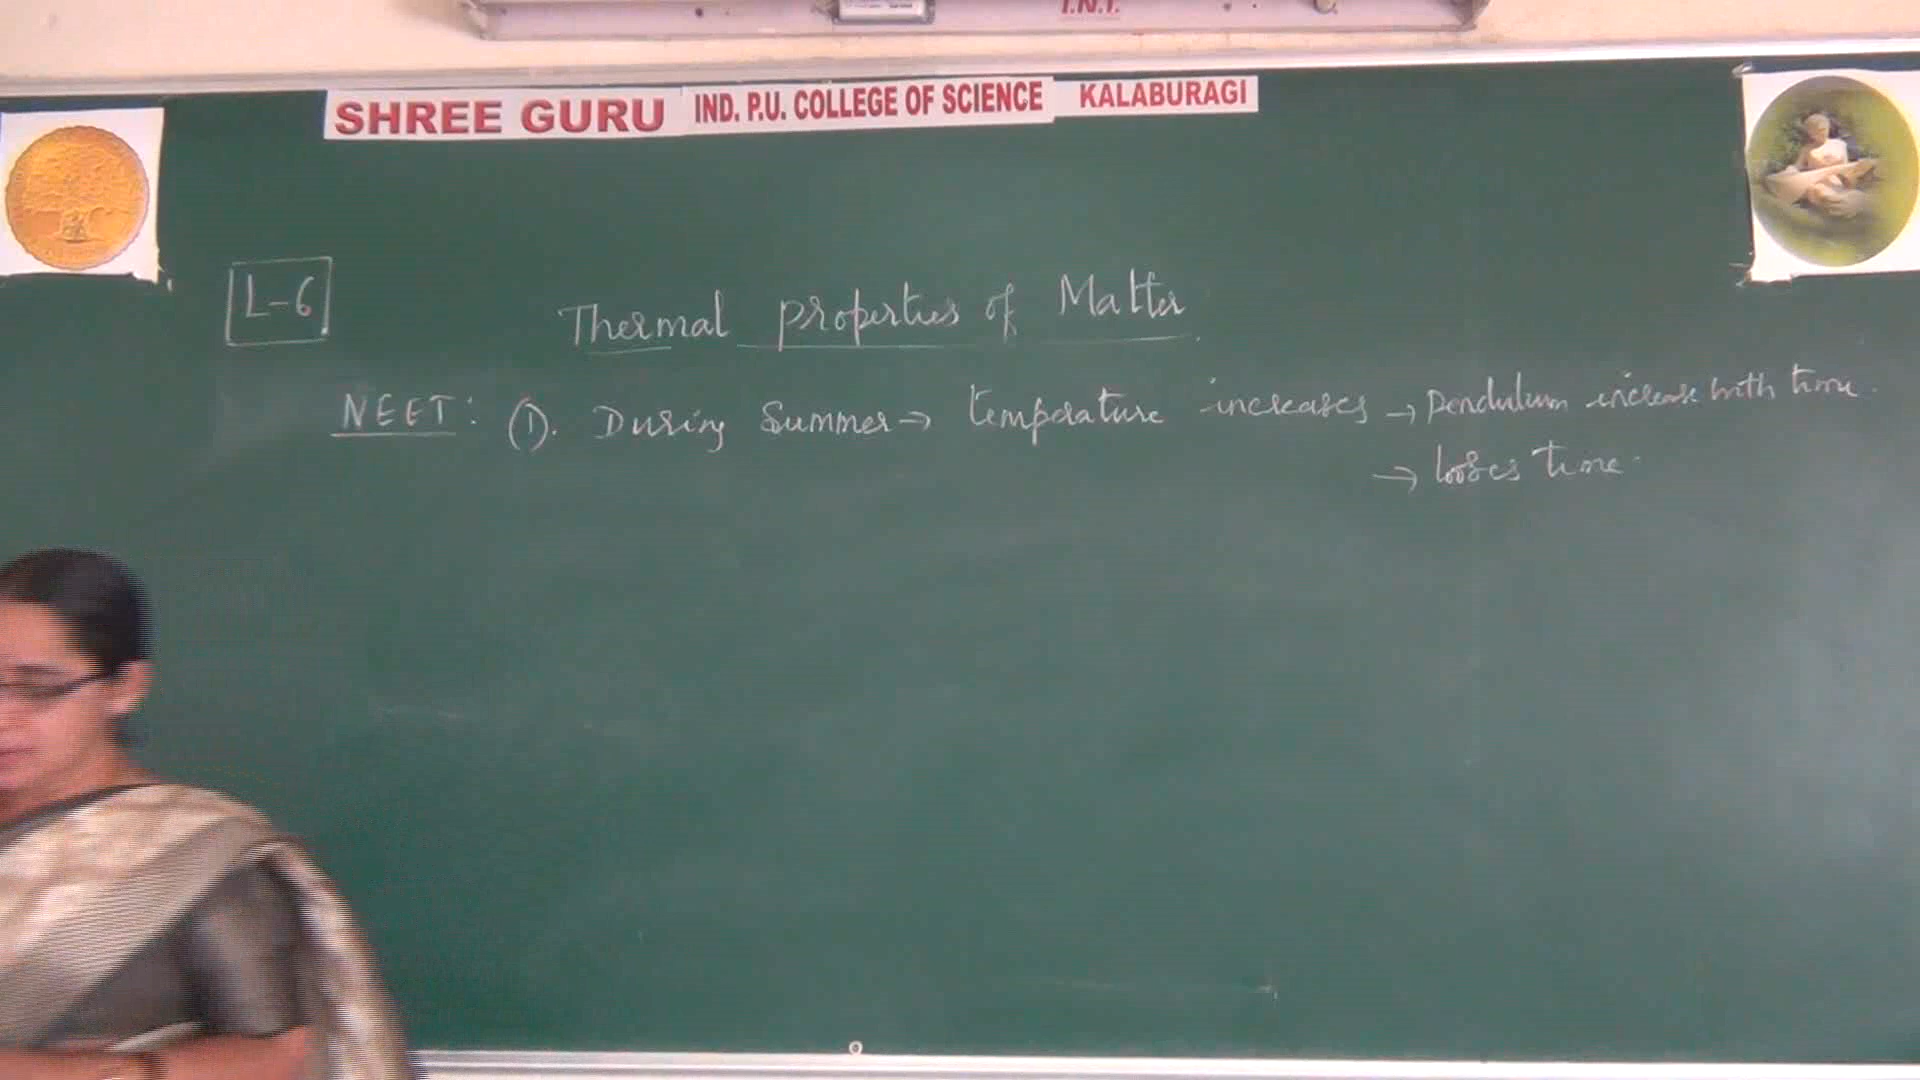 T.N.T.
SHREE GURU IND. P.U. COLLEGE OF SCIENCE KALABURAGI
L-6
Thermal properties of Matter
NEET: (1). During Summer → temperature increases → pendulum increase with time.
→ looses time.